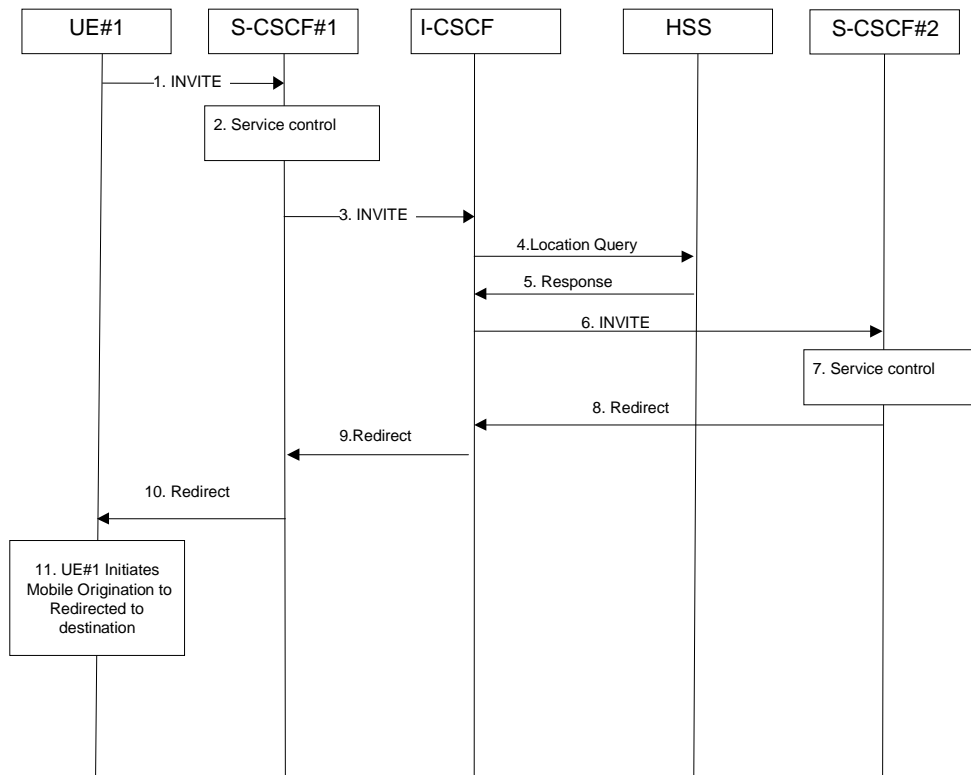 UE#1
S-CSCF#1
I-CSCF
HSS
S-CSCF#2
1. INVITE
2. Service control
3. INVITE
4.Location Query
5. Response
6. INVITE
7. Service control
8. Redirect
9.Redirect
10. Redirect
11. UE#1 Initiates
Mobile Origination to
Redirected to
destination